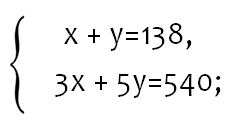 x + y=138,
3x + 5y=540;